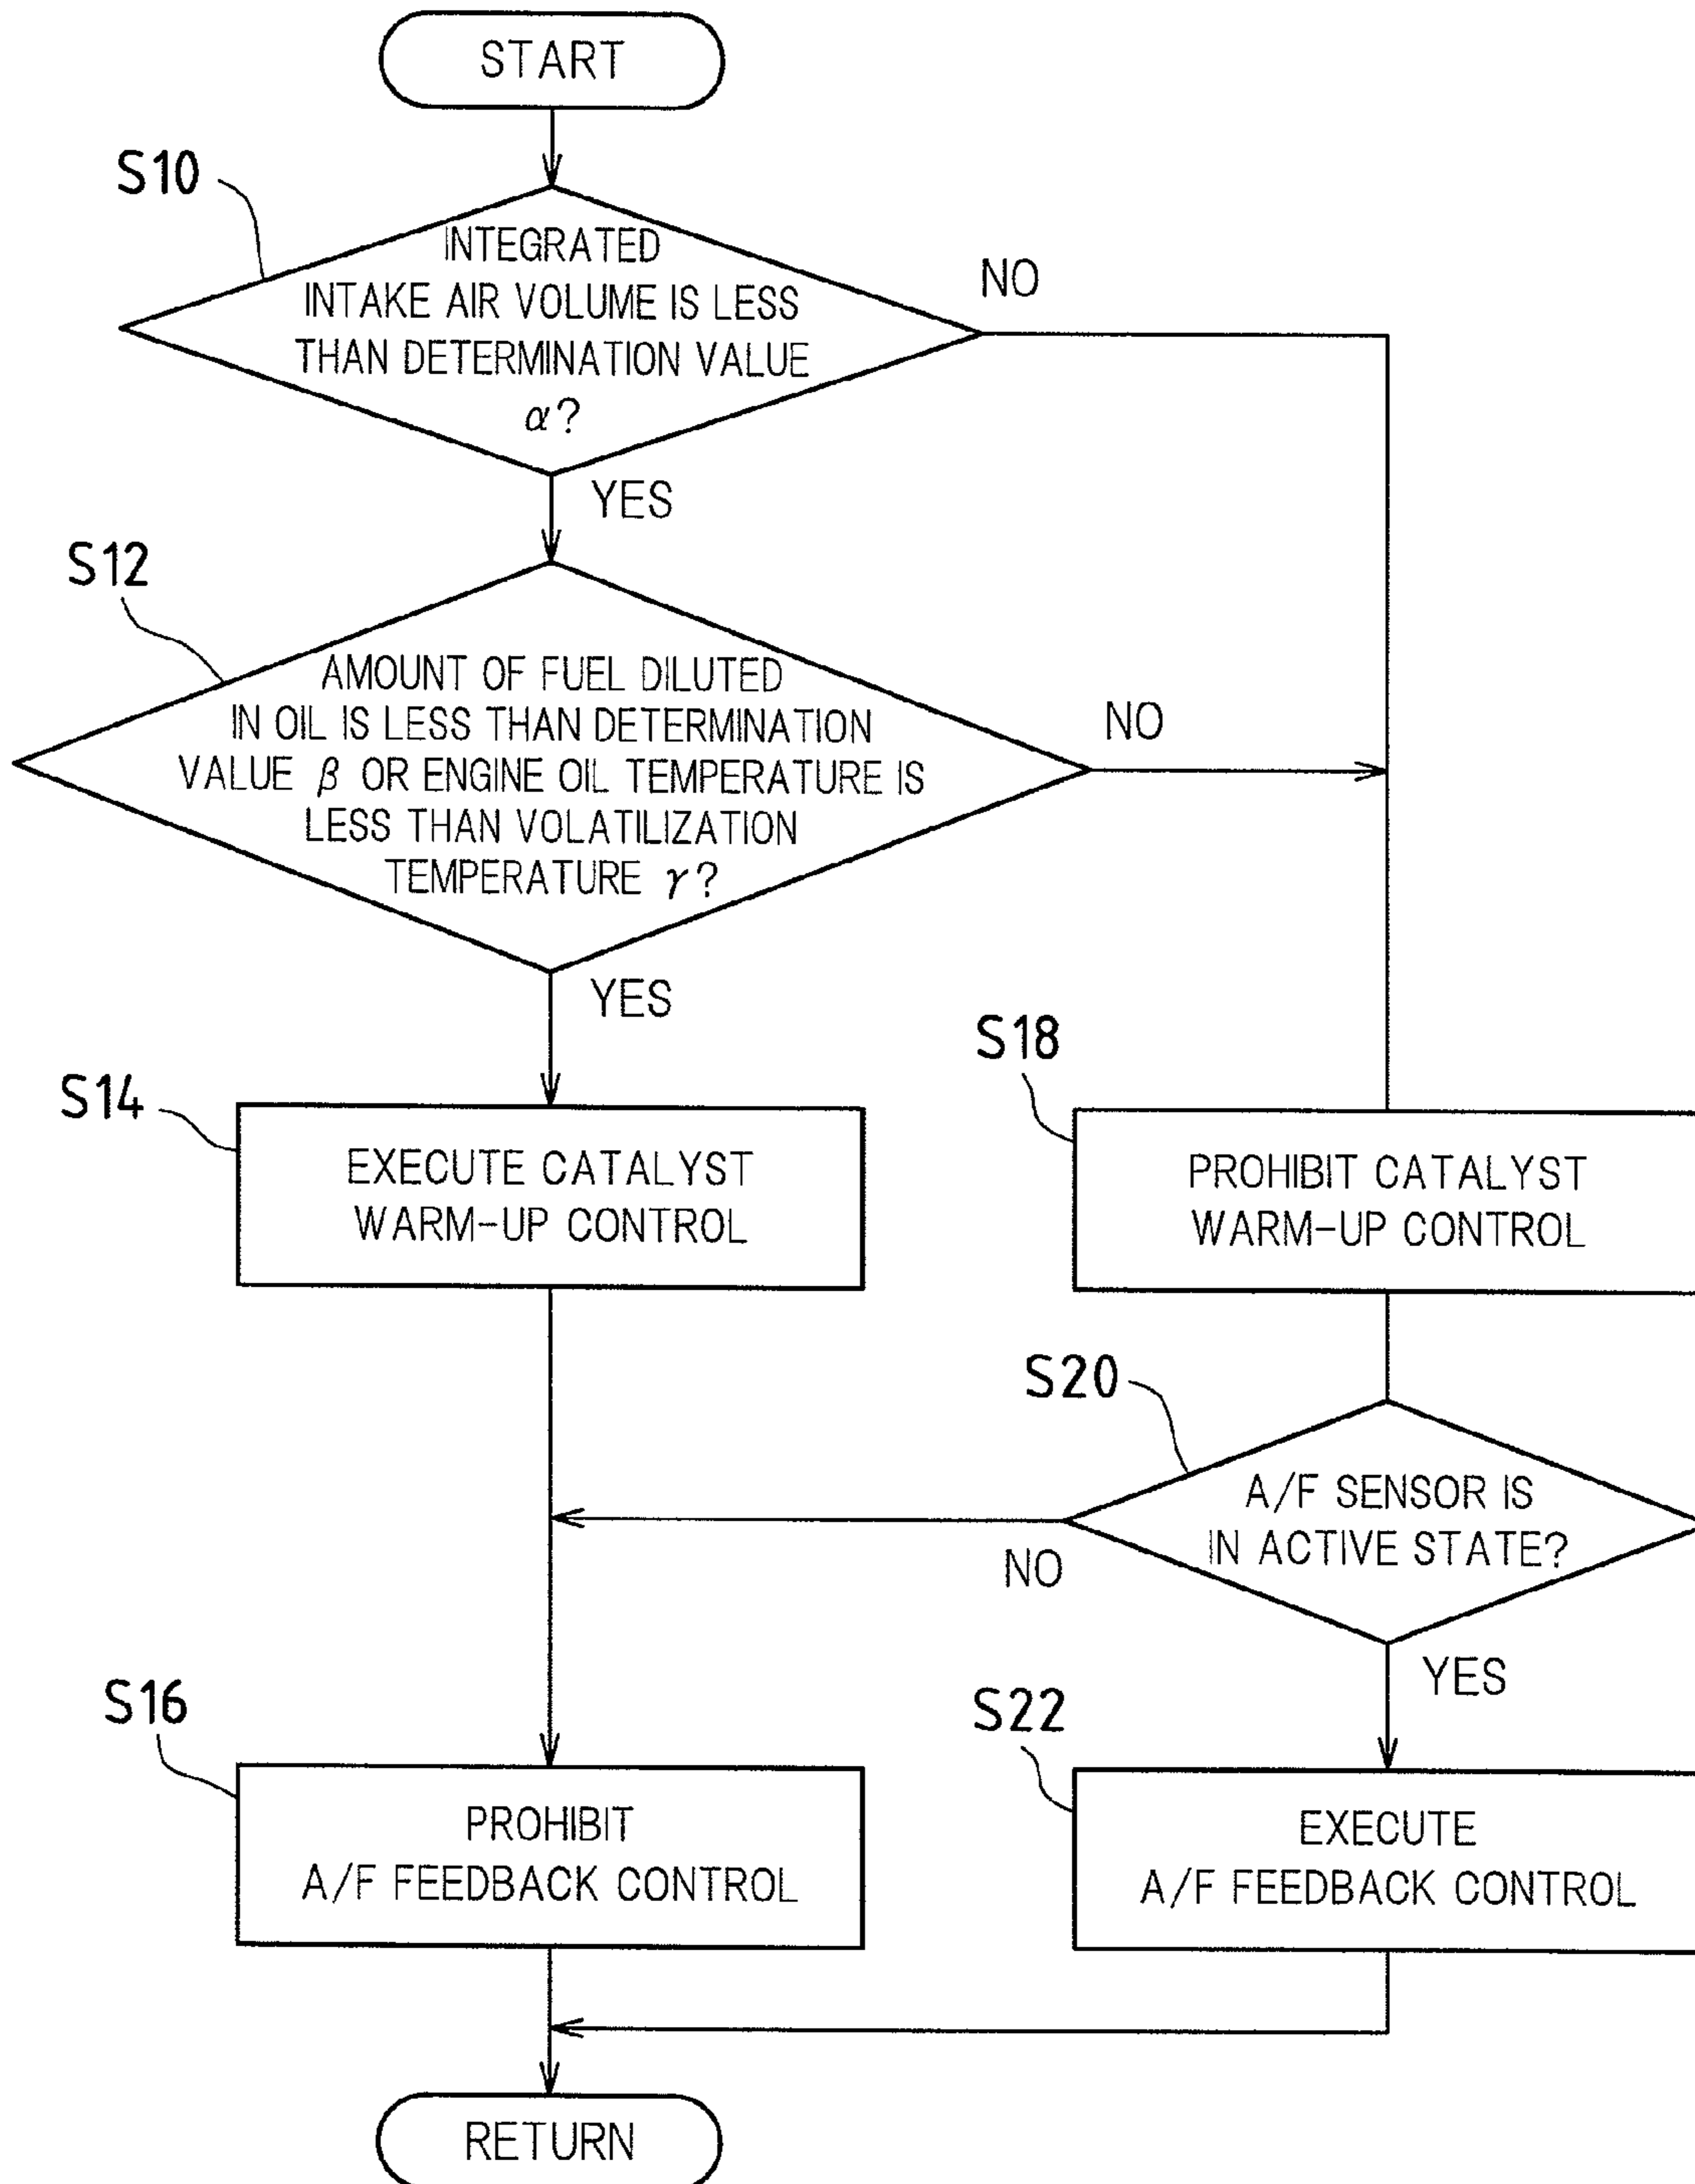 START
S10
INTEGRATED
INTAKE AIR VOLUME IS LESS
THAN DETERMINATION VALUE
α?
NO
YES
S12
AMOUNT OF FUEL DILUTED
IN OIL IS LESS THAN DETERMINATION
VALUE β OR ENGINE OIL TEMPERATURE IS
LESS THAN VOLATILIZATION
TEMPERATURE γ?
NO
YES
S14
EXECUTE CATALYST
WARM-UP CONTROL
S18
PROHIBIT CATALYST
WARM-UP CONTROL
S20
A/F SENSOR IS
IN ACTIVE STATE?
NO
YES
S16
PROHIBIT
A/F FEEDBACK CONTROL
S22
EXECUTE
A/F FEEDBACK CONTROL
RETURN